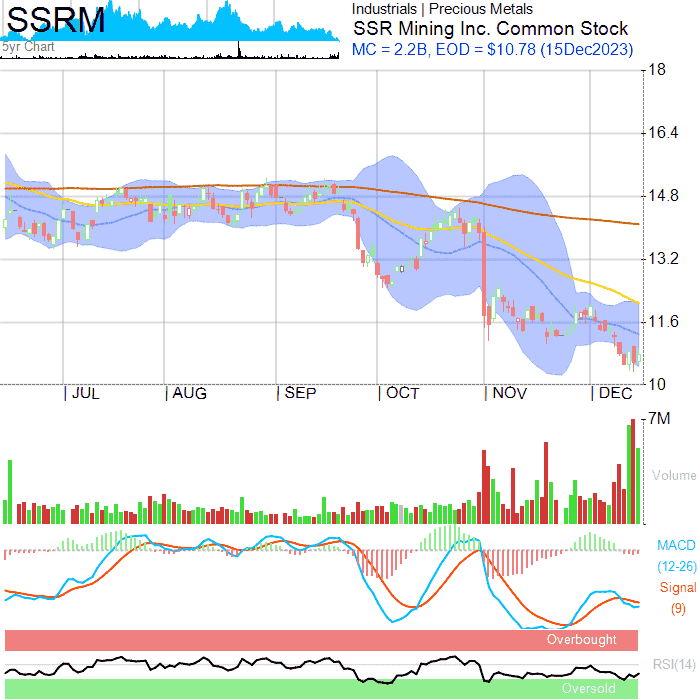 SSRM
5yr Chart
Industrials | Precious Metals
SSR Mining Inc. Common Stock
MC = 2.2B, EOD = $10.78 (15Dec2023)
18
16.4
14.8
13.2
11.6
10
| JUL | AUG | SEP | OCT | NOV | DEC
7M
Volume
MACD
(12-26)
Signal
(9)
Overbought
RSI(14)
Oversold